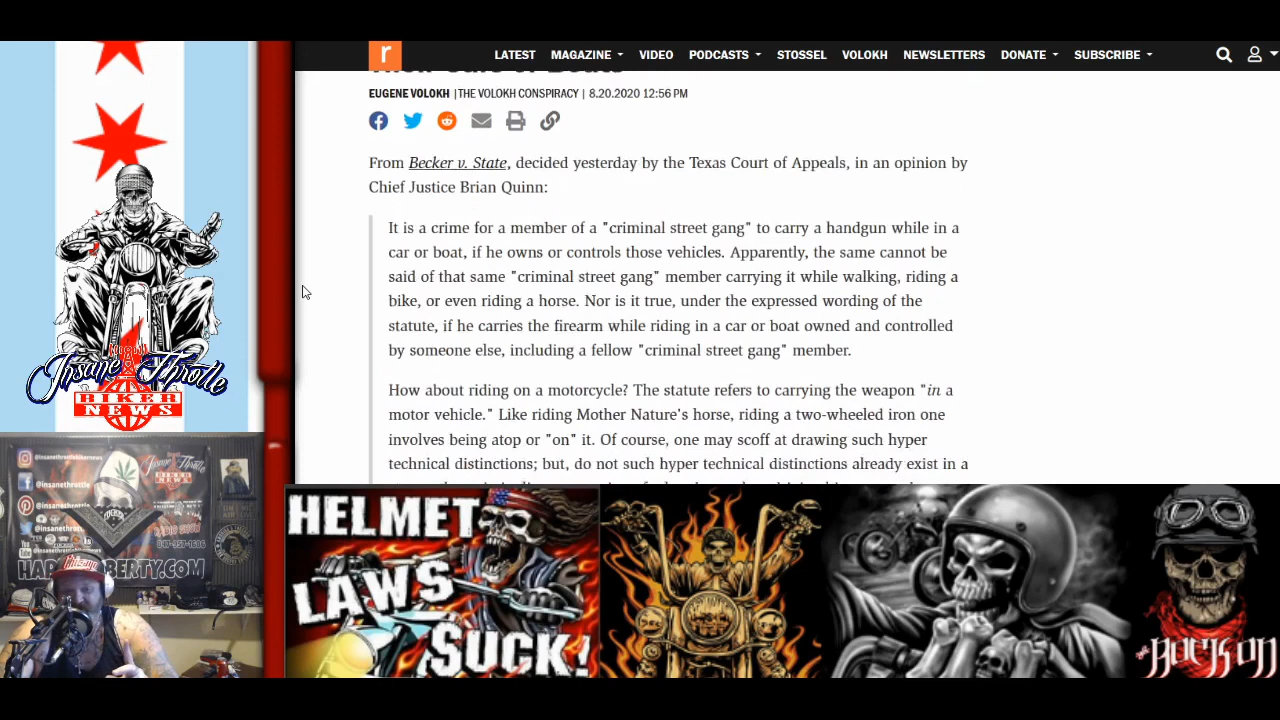 r
LATEST
MAGAZINE
VIDEO
PODCASTS
STOSSEL
VOLOKH
NEWSLETTERS
DONATE
SUBSCRIBE
EUGENE VOLOKH | THE VOLOKH CONSPIRACY | 8.20.2020 12:56 PM
From Becker v. State, decided yesterday by the Texas Court of Appeals, in an opinion by
Chief Justice Brian Quinn:
It is a crime for a member of a "criminal street gang" to carry a handgun while in a
car or boat, if he owns or controls those vehicles. Apparently, the same cannot be
said of that same "criminal street gang" member carrying it while walking, riding a
bike, or even riding a horse. Nor is it true, under the expressed wording of the
statute, if he carries the firearm while riding in a car or boat owned and controlled
by someone else, including a fellow "criminal street gang" member.
How about riding on a motorcycle? The statute refers to carrying the weapon "in a
motor vehicle." Like riding Mother Nature's horse, riding a two-wheeled iron one
involves being atop or "on" it. Of course, one may scoff at drawing such hyper
technical distinctions; but, do not such hyper technical distinctions already exist in a
Insane Throttle
BIKER
NEWS
@insanethrottlebikernews
@insanethrottle
@insanethro
@insanethrottle
HELMET
LAWS
SUCK!
ROCK ON